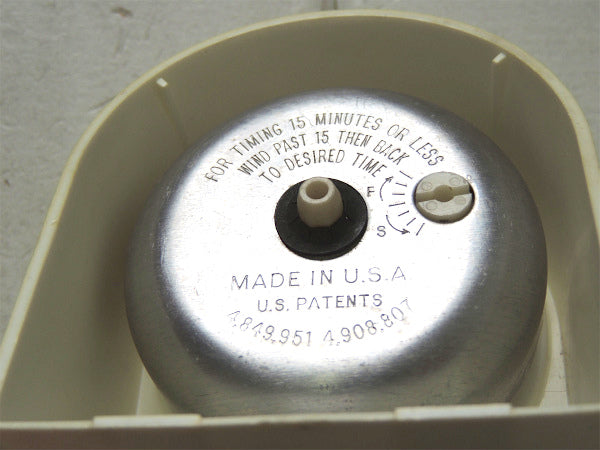 FOR TIMING 15 MINUTES OR LESS
WIND PAST 15 THEN BACK
TO DESIRED TIME
F
S
MADE IN U.S.A
U.S. PATENTS
4,849,951 4,908,807